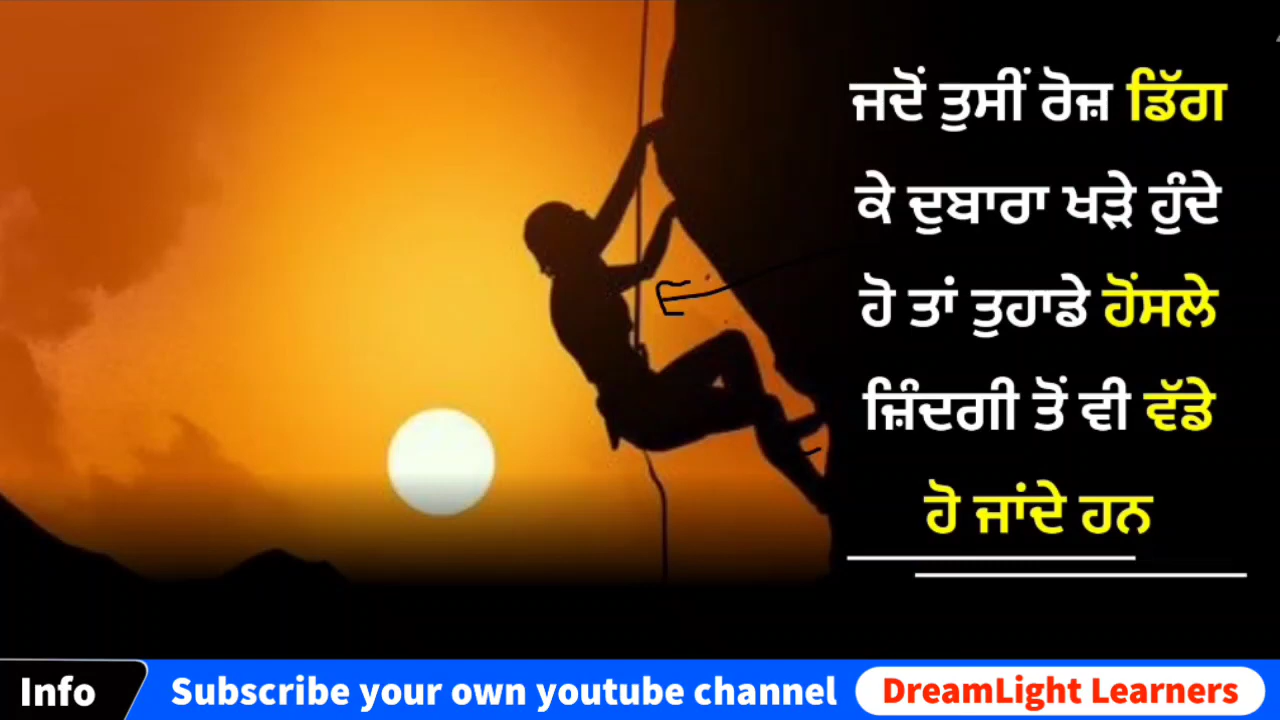 ਜਦੋਂ ਤੁਸੀਂ ਰੋਜ਼ ਡਿੱਗ
ਕੇ ਦੁਬਾਰਾ ਖੜੇ ਹੁੰਦੇ
ਹੋ ਤਾਂ ਤੁਹਾਡੇ ਹੋਂਸਲੇ
ਜ਼ਿੰਦਗੀ ਤੋਂ ਵੀ ਵੱਡੇ
ਹੋ ਜਾਂਦੇ ਹਨ
Info Subscribe your own youtube channel DreamLight Learners